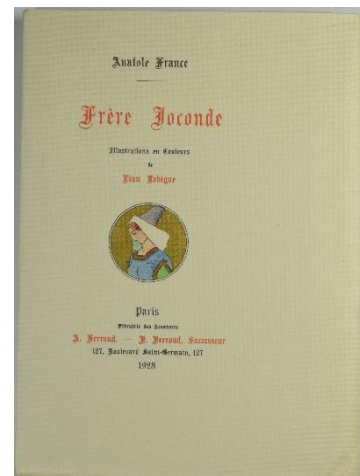 Anatole France
Frère Joconde
Illustrations en Couleurs
de
Léon Lebègue
Paris
Librairie des Amateurs
A. Ferroud. — F. Ferroud, Successeur
127, Boulevard Saint-Germain, 127
1925